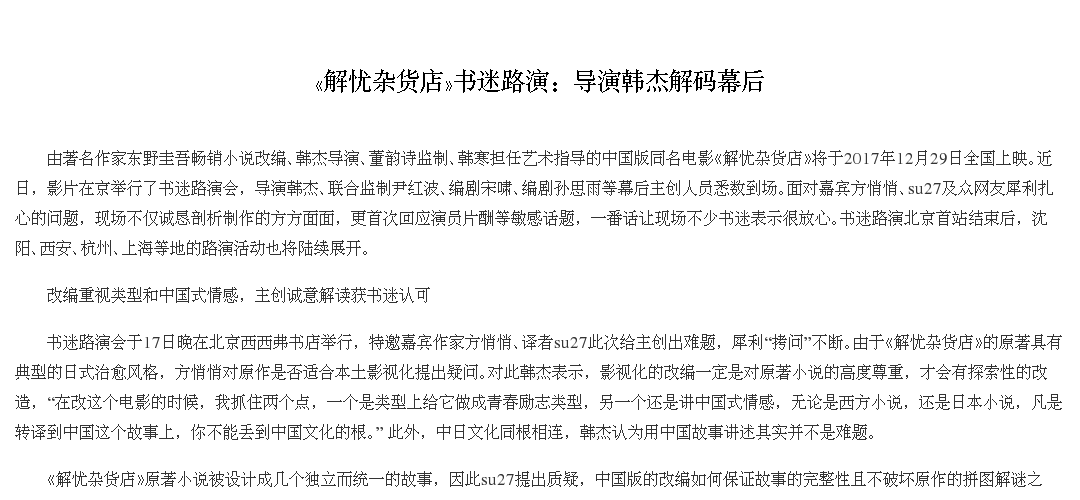 《解忧杂货店》书迷路演：导演韩杰解码幕后
由著名作家东野圭吾畅销小说改编、韩杰导演、董韵诗监制、韩寒担任艺术指导的中国版同名电影《解忧杂货店》将于2017年12月29日全国上映。近
日，影片在京举行了书迷路演会，导演韩杰、联合监制尹红波、编剧宋啸、编剧孙思雨等幕后主创人员悉数到场。面对嘉宾方悄悄、su27及众网友犀利扎
心的问题，现场不仅诚恳剖析制作的方方面面，更首次回应演员片酬等敏感话题，一番话让现场不少书迷表示很放心。书迷路演北京首站结束后，沈
阳、西安、杭州、上海等地的路演活动也将陆续展开。
改编重视类型和中国式情感，主创诚意解读获书迷认可
书迷路演会于17日晚在北京西西弗书店举行，特邀嘉宾作家方悄悄、译者su27此次给主创出难题，犀利“拷问”不断。由于《解忧杂货店》的原著具有
典型的日式治愈风格，方悄悄对原作是否适合本土影视化提出疑问。对此韩杰表示，影视化的改编一定是对原著小说的高度尊重，才会有探索性的改
造，“在改这个电影的时候，我抓住两个点，一个是类型上给它做成青春励志类型，另一个还是讲中国式情感，无论是西方小说，还是日本小说，凡是
转译到中国这个故事上，你不能丢到中国文化的根。” 此外，中日文化同根相连，韩杰认为用中国故事讲述其实并不是难题。
《解忧杂货店》原著小说被设计成几个独立而统一的故事，因此su27提出质疑，中国版的改编如何保证故事的完整性且不破坏原作的拼图解谜之